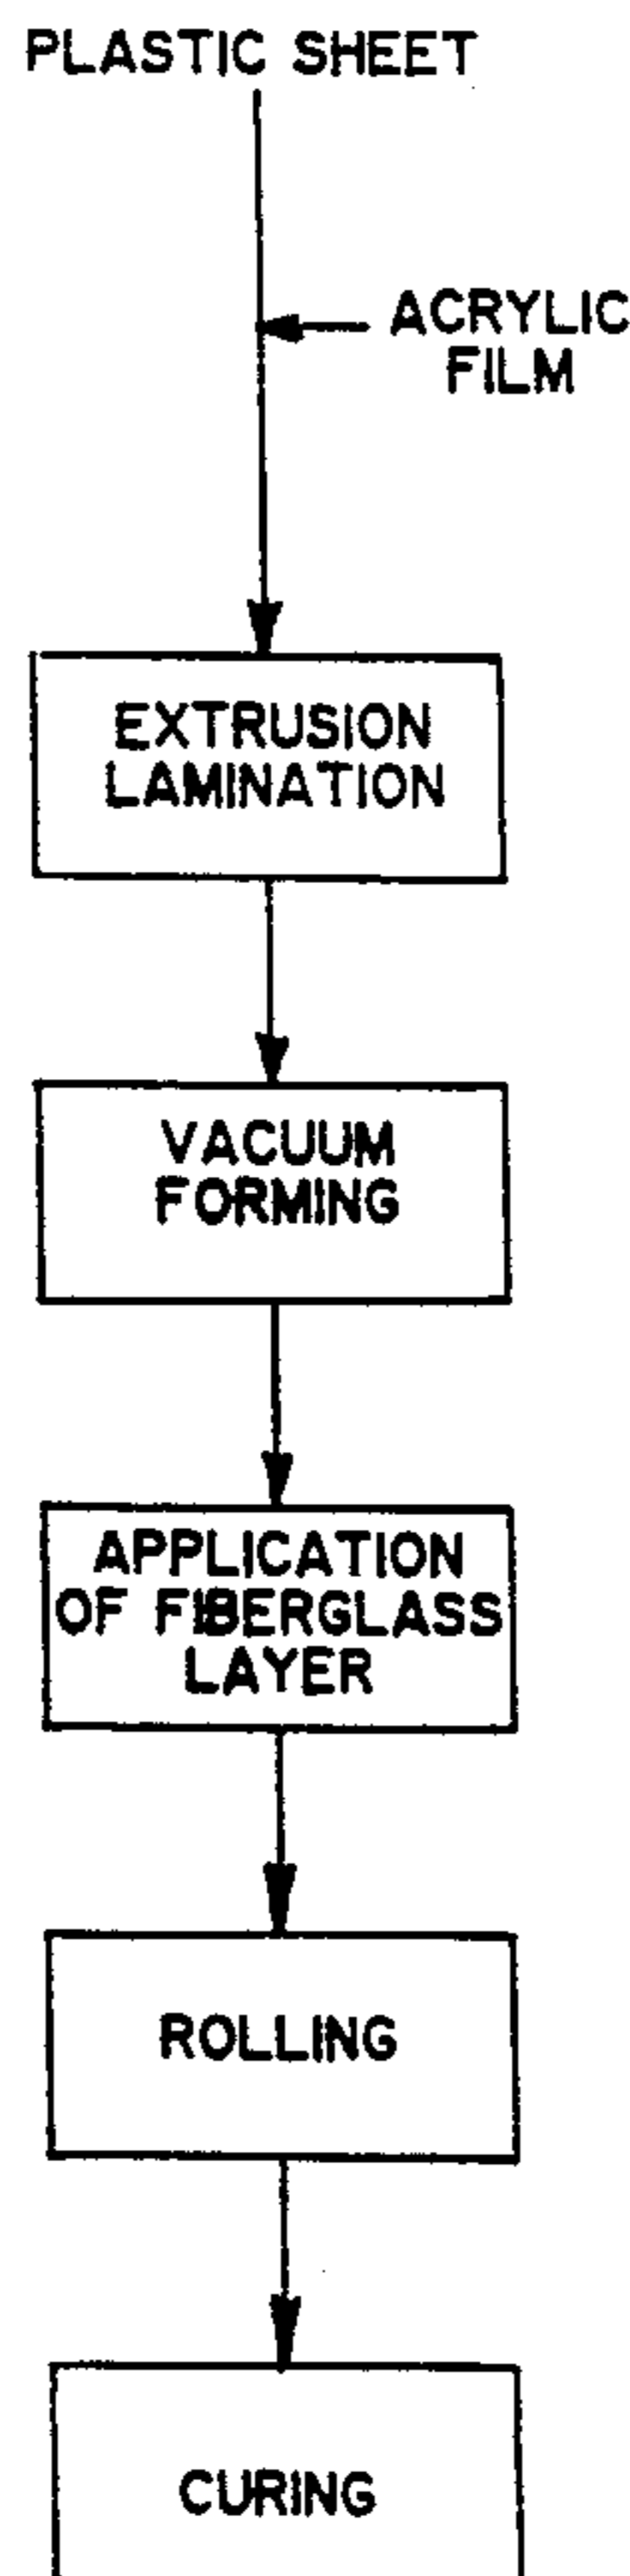 PLASTIC SHEET
ACRYLIC
FILM
EXTRUSION
LAMINATION
VACUUM
FORMING
APPLICATION
OF FIBERGLASS
LAYER
ROLLING
CURING